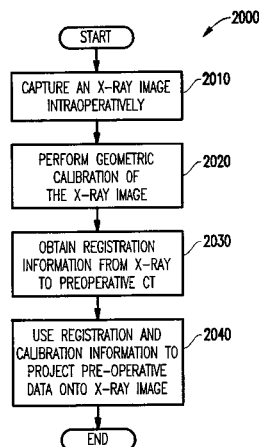 START
2000
CAPTURE AN X-RAY IMAGE
INTRAOPERATIVELY
2010
PERFORM GEOMETRIC
CALIBRATION OF
THE X-RAY IMAGE
2020
OBTAIN REGISTRATION
INFORMATION FROM X-RAY
TO PREOPERATIVE CT
2030
USE REGISTRATION AND
CALIBRATION INFORMATION TO
PROJECT PRE-OPERATIVE
DATA ONTO X-RAY IMAGE
2040
END